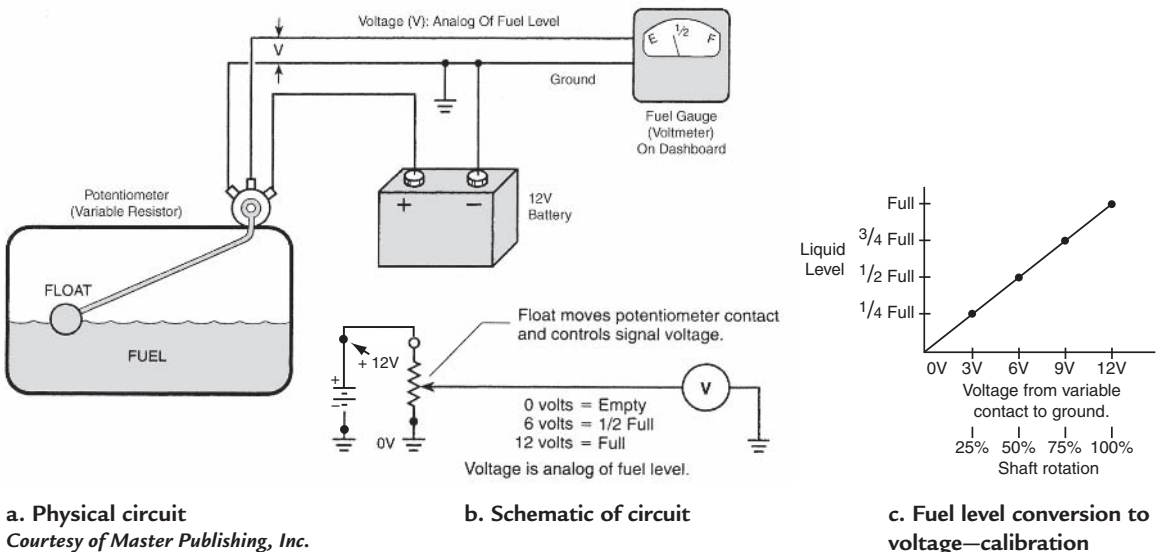 Voltage (V): Analog Of Fuel Level
V
E 1/2 F
Ground
Fuel Gauge
(Voltmeter)
On Dashboard
Potentiometer
(Variable Resistor)
+ −
12V
Battery
FLOAT
FUEL
Float moves potentiometer contact
and controls signal voltage.
+ 12V
+
−
V
0 volts = Empty
6 volts = 1/2 Full
12 volts = Full
0V
Voltage is analog of fuel level.
Full
3/4 Full
Liquid
Level
1/2 Full
1/4 Full
0V 3V 6V 9V 12V
Voltage from variable
contact to ground.
25% 50% 75% 100%
Shaft rotation
a. Physical circuit
Courtesy of Master Publishing, Inc.
b. Schematic of circuit
c. Fuel level conversion to
voltage—calibration